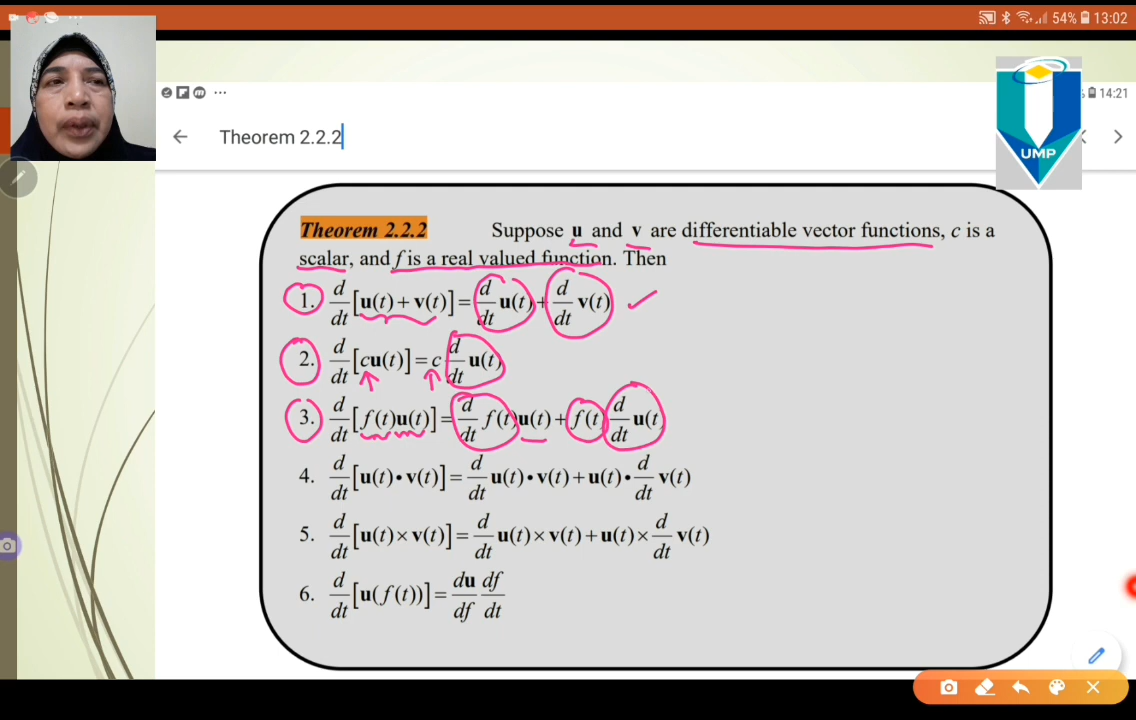 54% 13:02
14:21
Theorem 2.2.2
UMP
Theorem 2.2.2 Suppose u and v are differentiable vector functions, c is a
scalar, and f is a real valued function. Then
1. d/dt [u(t) + v(t)] = d/dt u(t) + d/dt v(t)
2. d/dt [cu(t)] = c d/dt u(t)
3. d/dt [f(t)u(t)] = d/dt f(t)u(t) + f(t) d/dt u(t)
4. d/dt [u(t)•v(t)] = d/dt u(t)•v(t) + u(t)• d/dt v(t)
5. d/dt [u(t)×v(t)] = d/dt u(t)×v(t) + u(t)× d/dt v(t)
6. d/dt [u(f(t))] = du/df df/dt